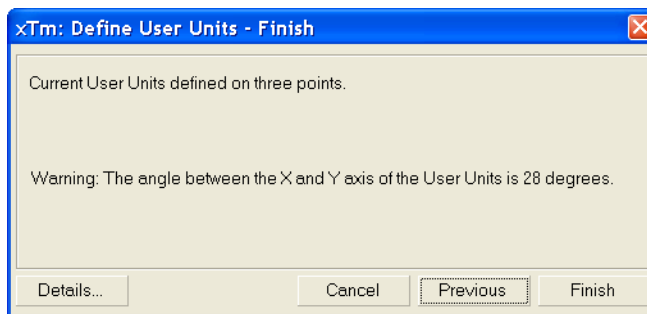 xTm: Define User Units - Finish
Current User Units defined on three points.
Warning: The angle between the X and Y axis of the User Units is 28 degrees.
Details... Cancel Previous Finish